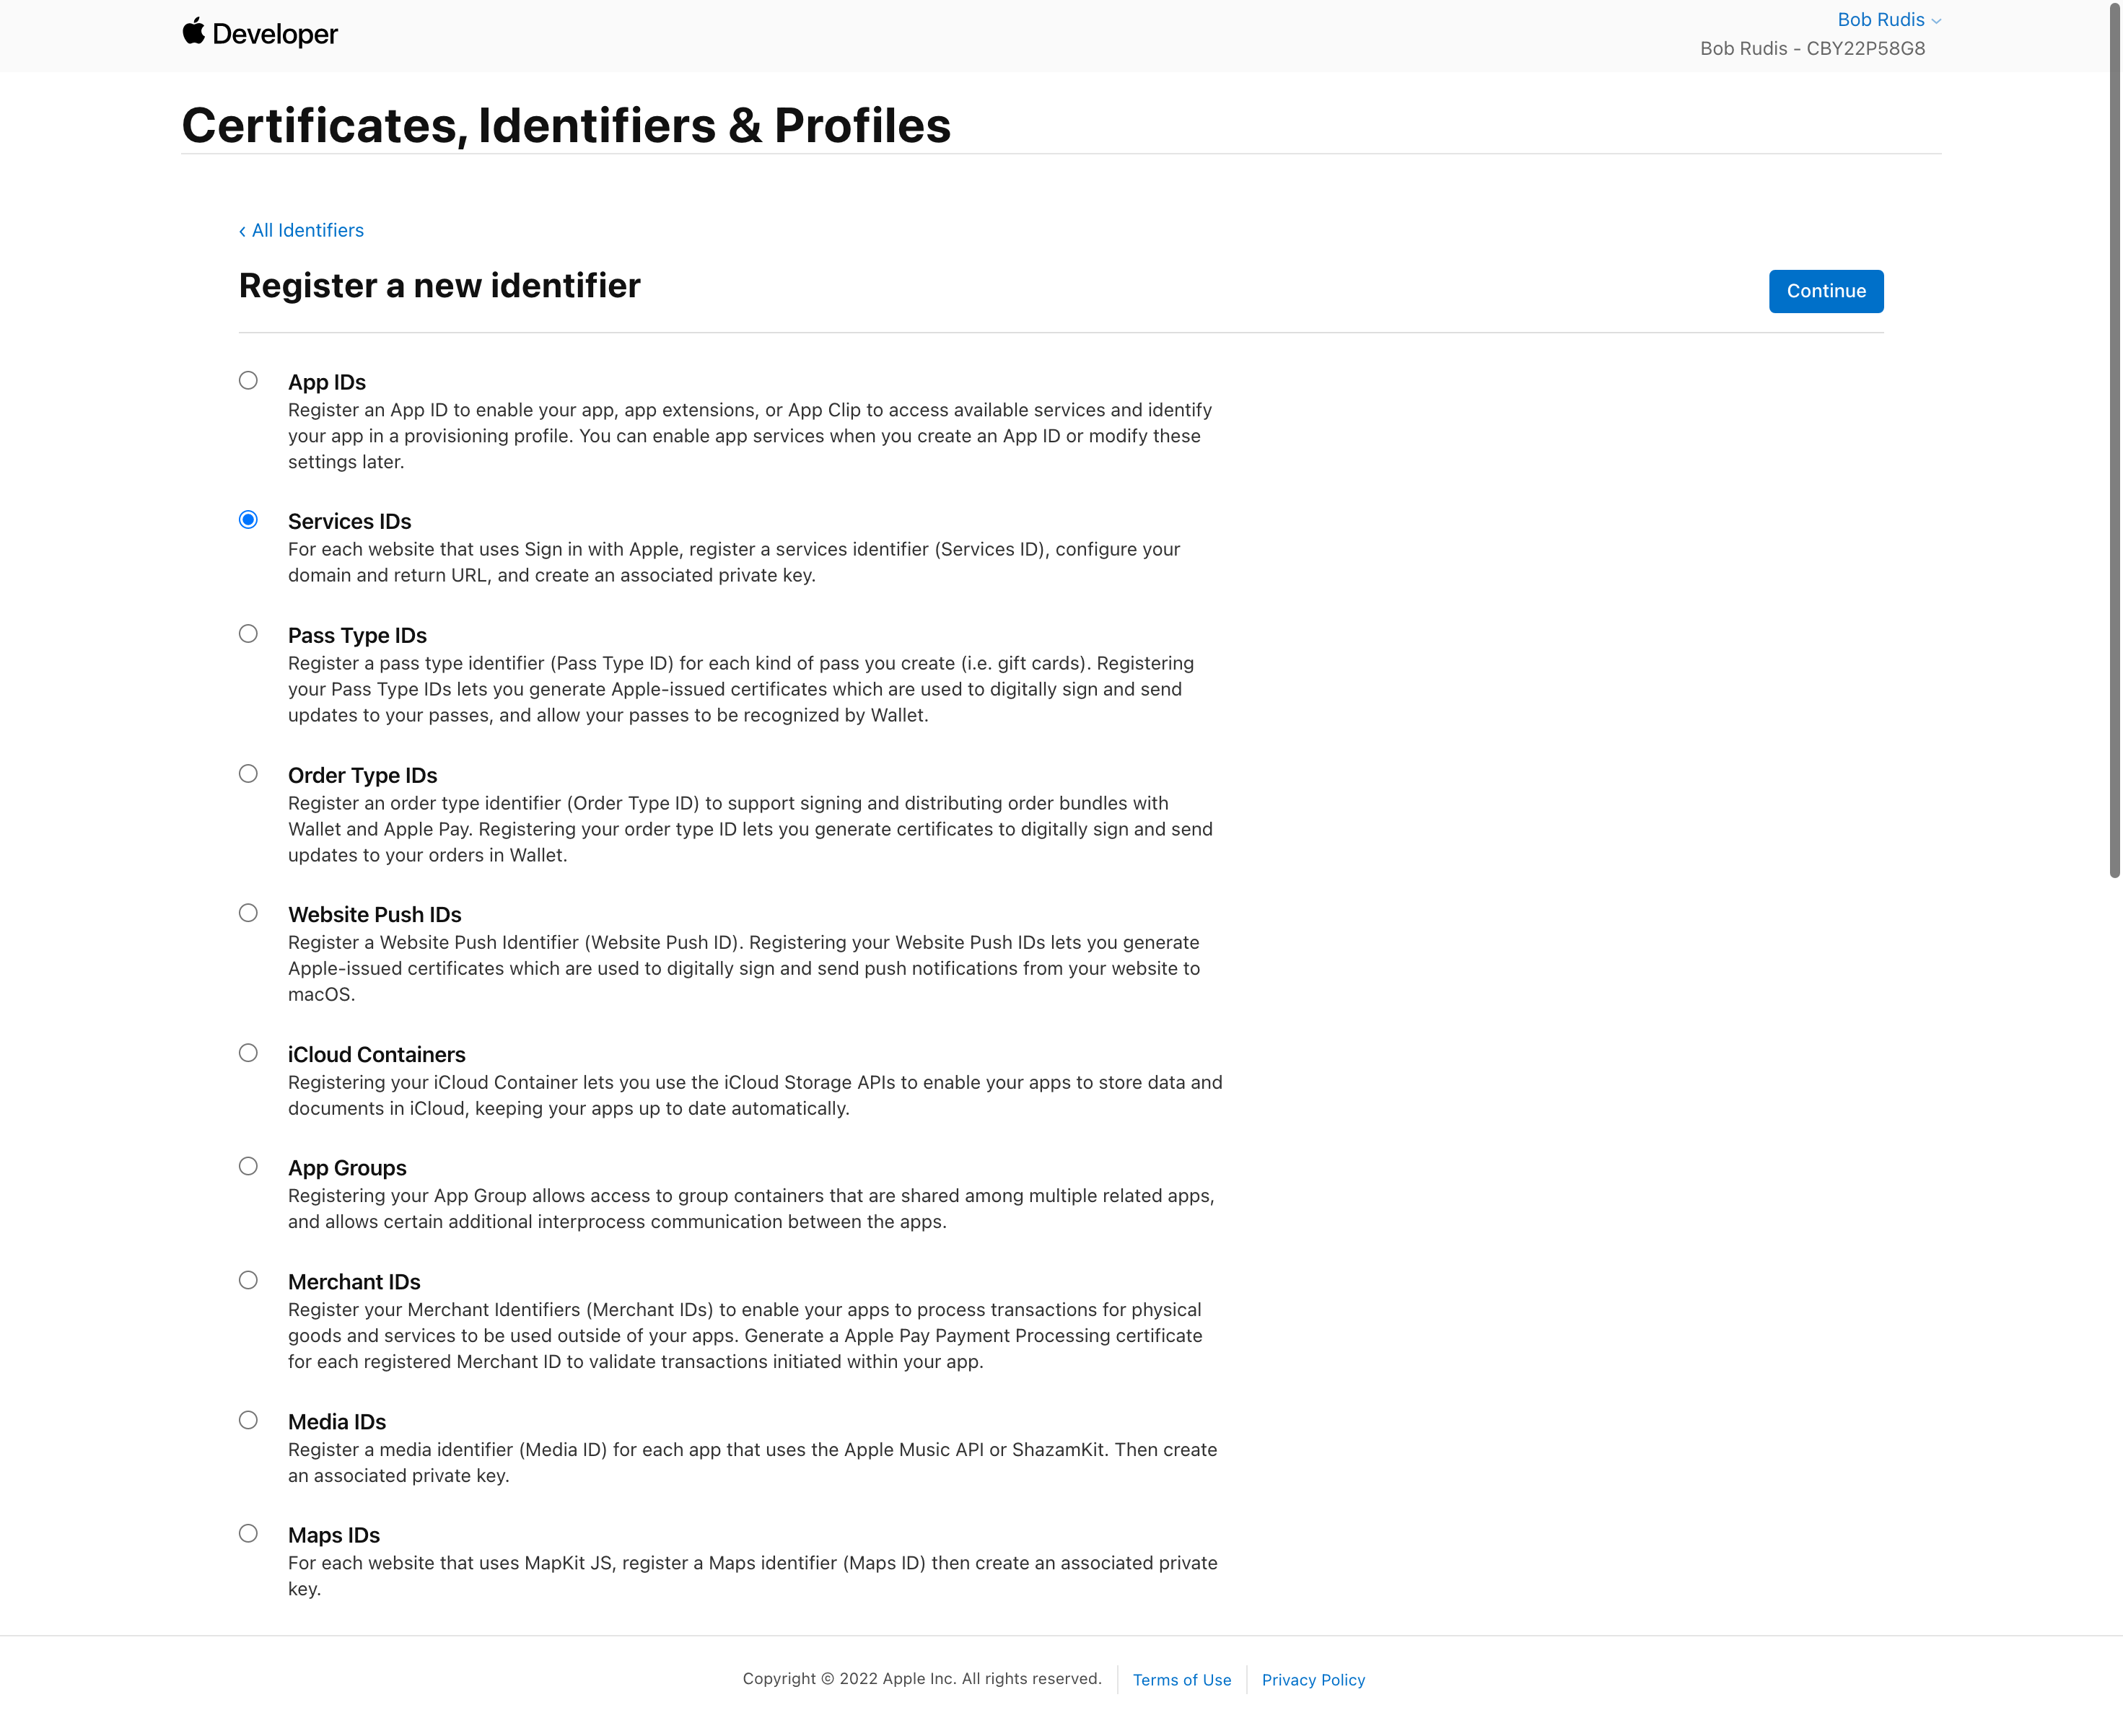 Developer
Bob Rudis
Bob Rudis - CBY22P58G8
Certificates, Identifiers & Profiles
‹ All Identifiers
Register a new identifier
Continue
App IDs
Register an App ID to enable your app, app extensions, or App Clip to access available services and identify
your app in a provisioning profile. You can enable app services when you create an App ID or modify these
settings later.
Services IDs
For each website that uses Sign in with Apple, register a services identifier (Services ID), configure your
domain and return URL, and create an associated private key.
Pass Type IDs
Register a pass type identifier (Pass Type ID) for each kind of pass you create (i.e. gift cards). Registering
your Pass Type IDs lets you generate Apple-issued certificates which are used to digitally sign and send
updates to your passes, and allow your passes to be recognized by Wallet.
Order Type IDs
Register an order type identifier (Order Type ID) to support signing and distributing order bundles with
Wallet and Apple Pay. Registering your order type ID lets you generate certificates to digitally sign and send
updates to your orders in Wallet.
Website Push IDs
Register a Website Push Identifier (Website Push ID). Registering your Website Push IDs lets you generate
Apple-issued certificates which are used to digitally sign and send push notifications from your website to
macOS.
iCloud Containers
Registering your iCloud Container lets you use the iCloud Storage APIs to enable your apps to store data and
documents in iCloud, keeping your apps up to date automatically.
App Groups
Registering your App Group allows access to group containers that are shared among multiple related apps,
and allows certain additional interprocess communication between the apps.
Merchant IDs
Register your Merchant Identifiers (Merchant IDs) to enable your apps to process transactions for physical
goods and services to be used outside of your apps. Generate a Apple Pay Payment Processing certificate
for each registered Merchant ID to validate transactions initiated within your app.
Media IDs
Register a media identifier (Media ID) for each app that uses the Apple Music API or ShazamKit. Then create
an associated private key.
Maps IDs
For each website that uses MapKit JS, register a Maps identifier (Maps ID) then create an associated private
key.
Copyright © 2022 Apple Inc. All rights reserved. Terms of Use Privacy Policy